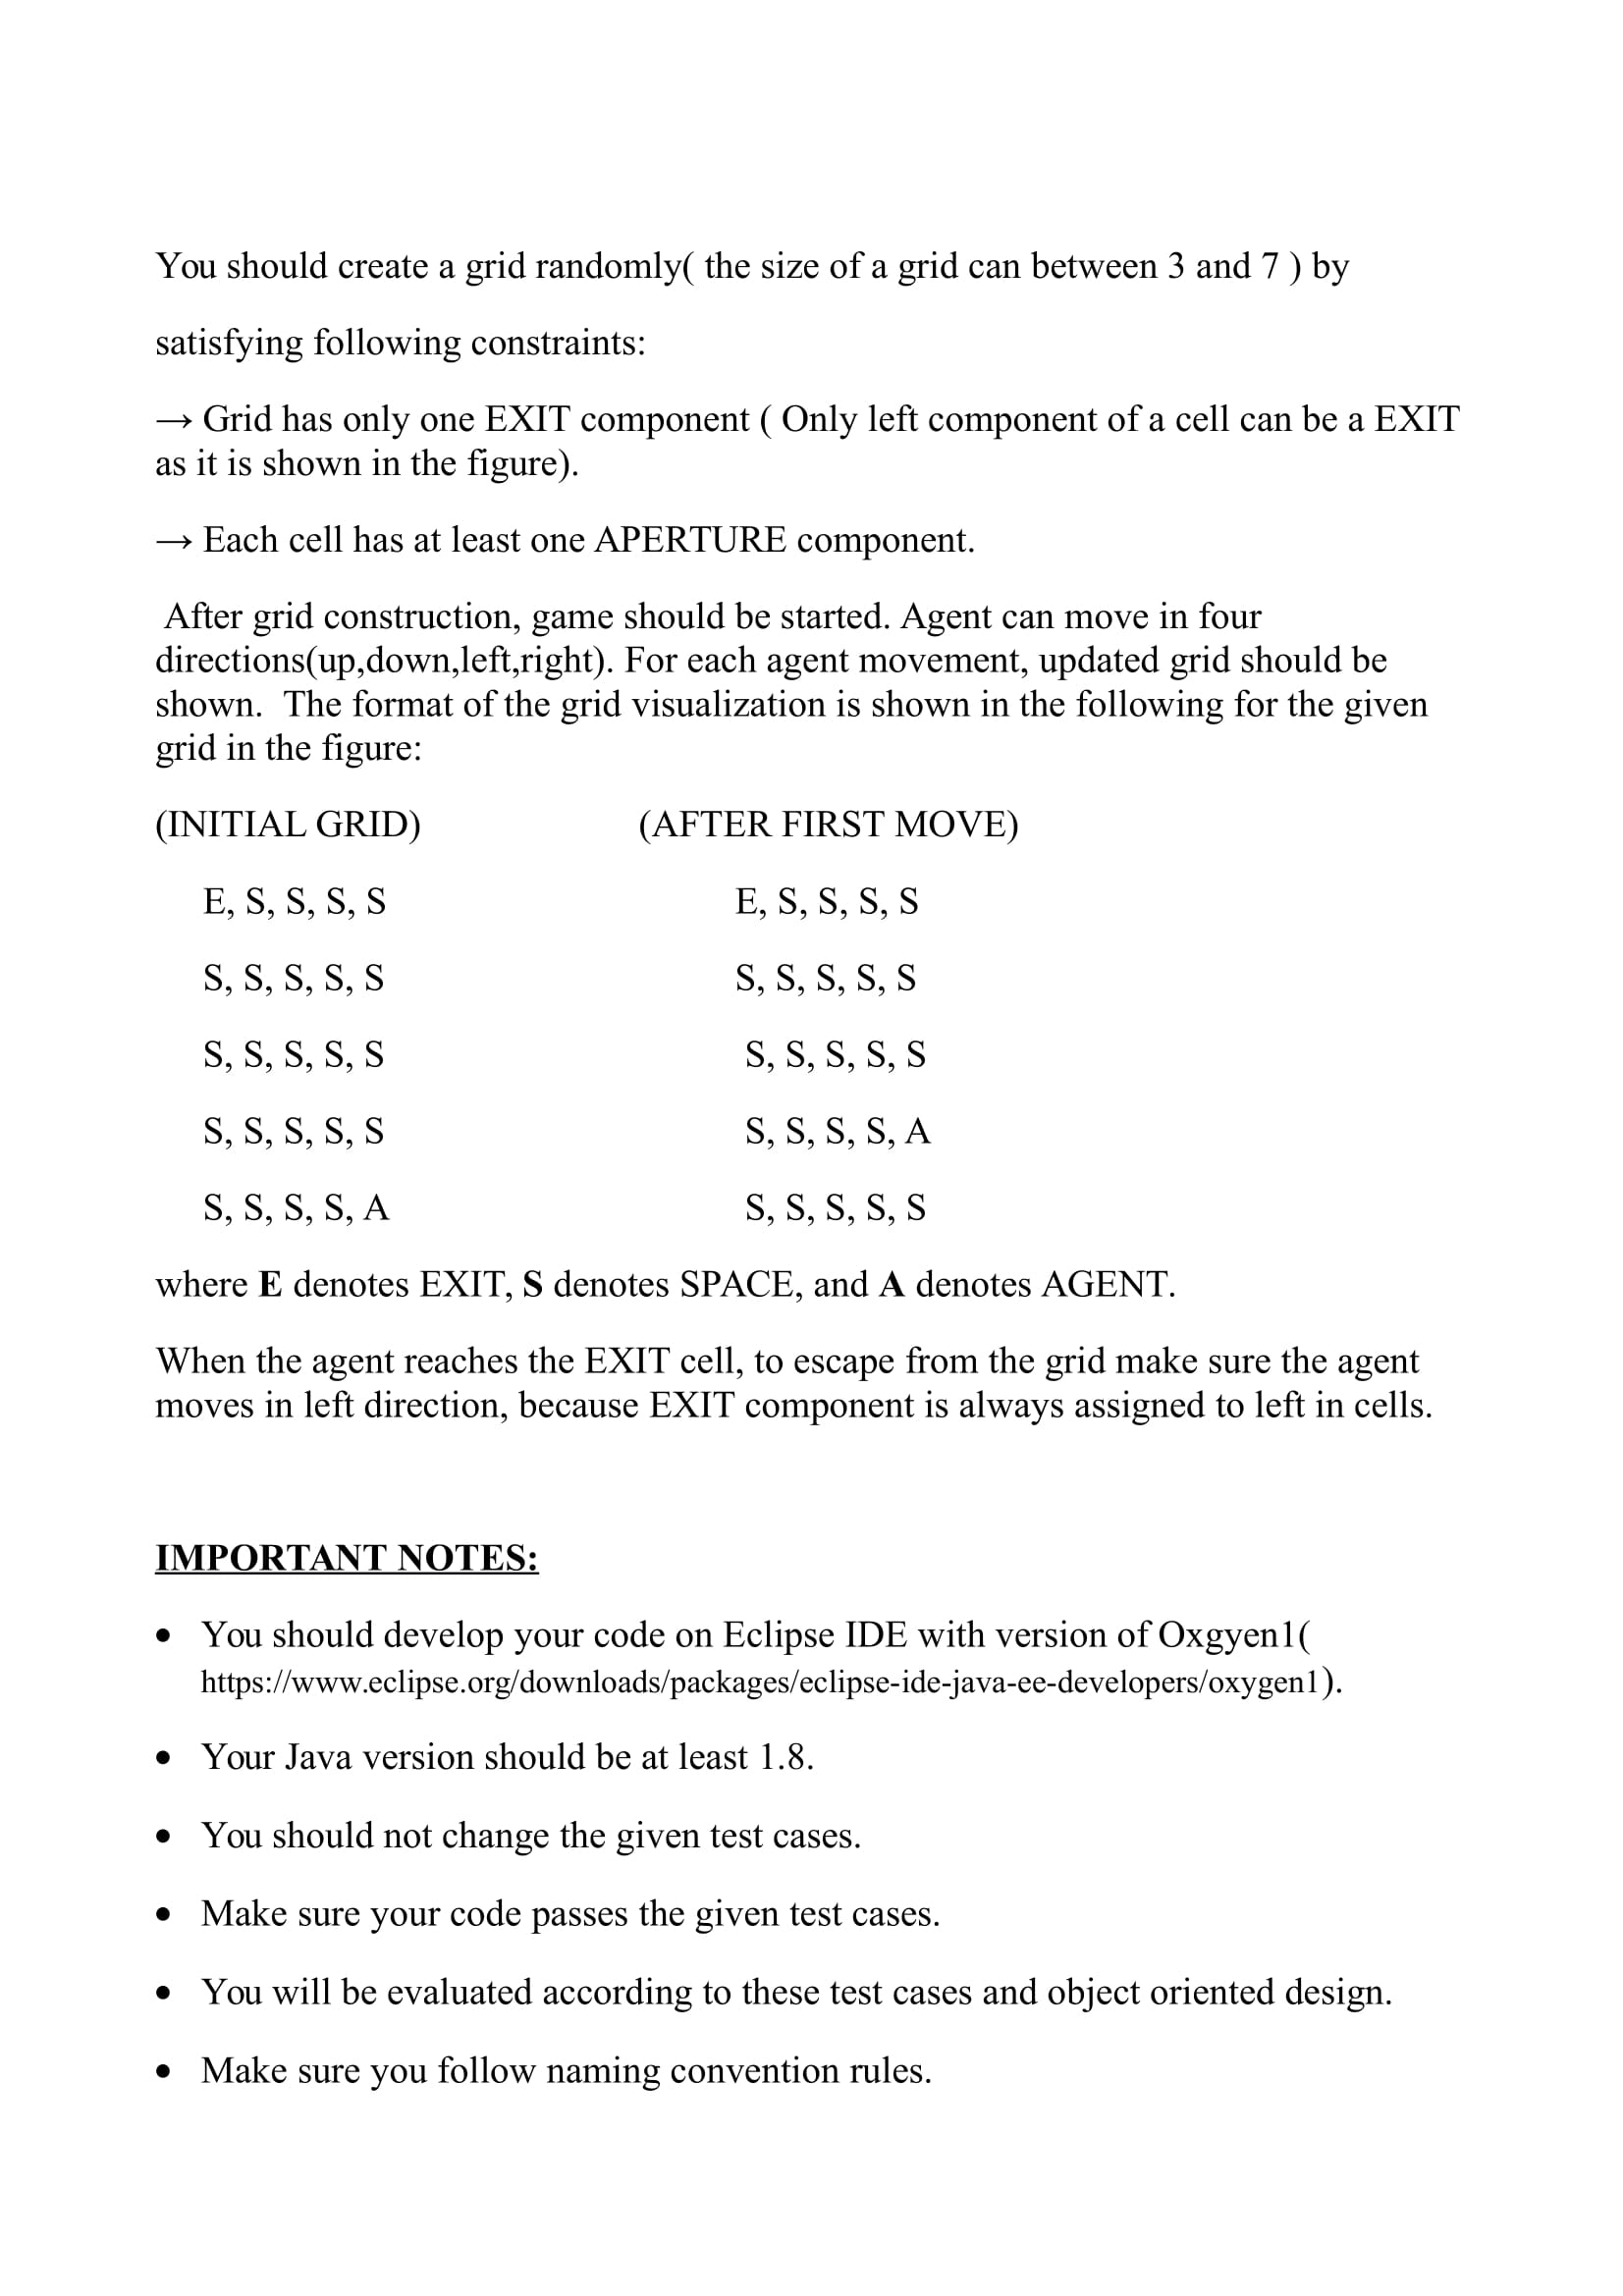 You should create a grid randomly( the size of a grid can between 3 and 7 ) by
satisfying following constraints:
→ Grid has only one EXIT component ( Only left component of a cell can be a EXIT
as it is shown in the figure).
→ Each cell has at least one APERTURE component.
After grid construction, game should be started. Agent can move in four
directions(up,down,left,right). For each agent movement, updated grid should be
shown.  The format of the grid visualization is shown in the following for the given
grid in the figure:
(INITIAL GRID) (AFTER FIRST MOVE)
E, S, S, S, S E, S, S, S, S
S, S, S, S, S S, S, S, S, S
S, S, S, S, S S, S, S, S, S
S, S, S, S, S S, S, S, S, A
S, S, S, S, A S, S, S, S, S
where E denotes EXIT, S denotes SPACE, and A denotes AGENT.
When the agent reaches the EXIT cell, to escape from the grid make sure the agent
moves in left direction, because EXIT component is always assigned to left in cells.
IMPORTANT NOTES:
• You should develop your code on Eclipse IDE with version of Oxgyen1(
https://www.eclipse.org/downloads/packages/eclipse-ide-java-ee-developers/oxygen1).
• Your Java version should be at least 1.8.
• You should not change the given test cases.
• Make sure your code passes the given test cases.
• You will be evaluated according to these test cases and object oriented design.
• Make sure you follow naming convention rules.